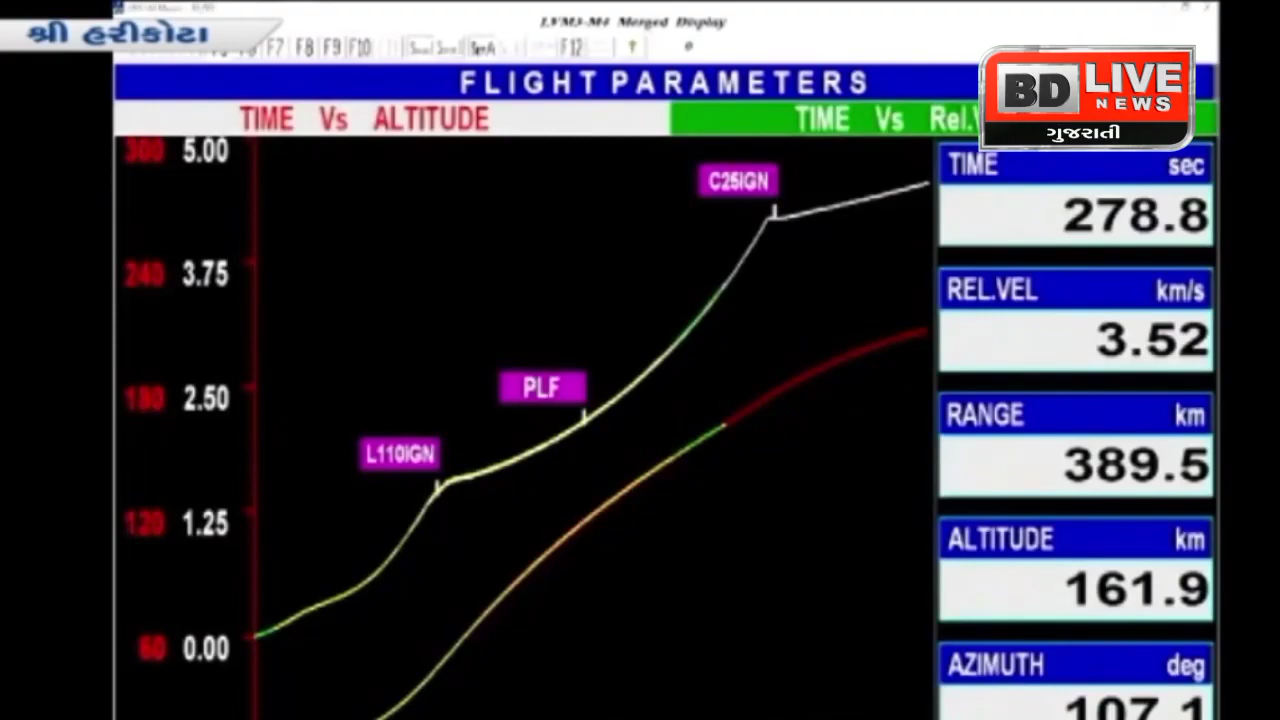 LVM3-M4 Merged Display
શ્રી હરીકોટા
F7 F8 F9 F10 F12
FLIGHT PARAMETERS
TIME Vs ALTITUDE
TIME Vs
BD LIVE NEWS
ગુજરાતી
300 5.00
240 3.75
180 2.50
120 1.25
60 0.00
C25IGN
PLF
L110IGN
TIME sec
278.8
REL.VEL km/s
3.52
RANGE km
389.5
ALTITUDE km
161.9
AZIMUTH deg
107.1